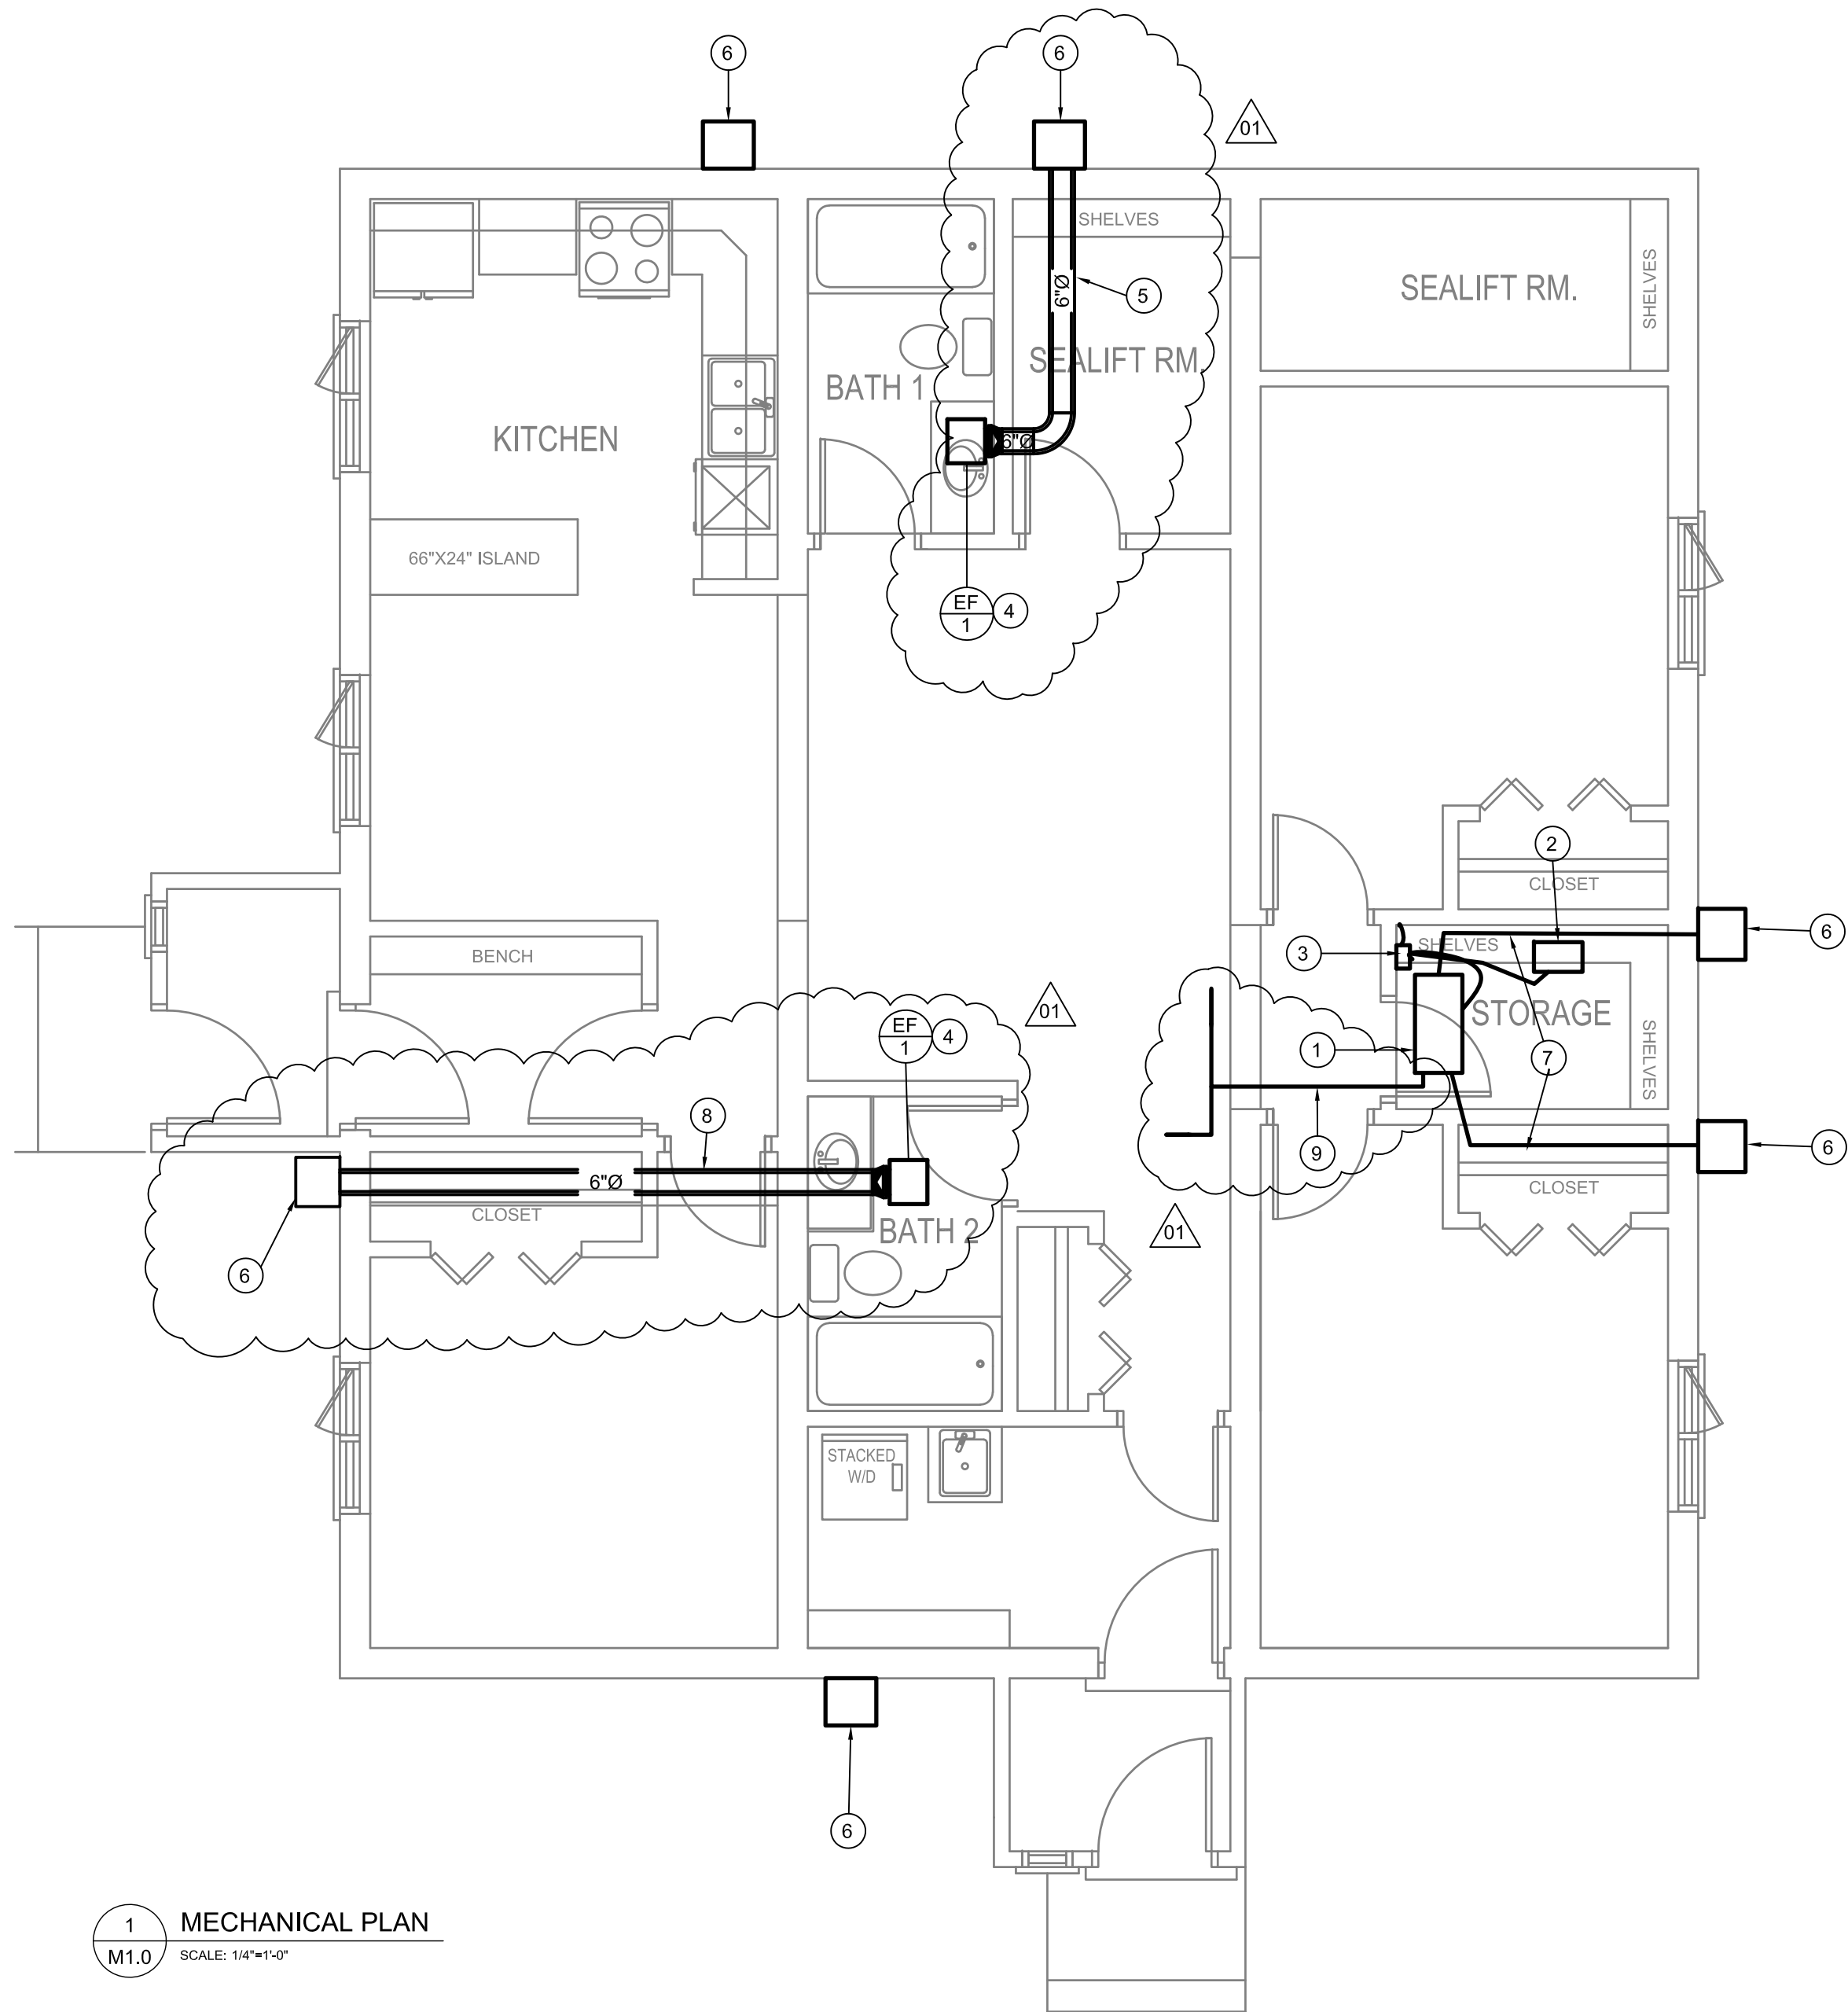 6
6
01
SHELVES
SEALIFT RM.
SHELVES
6"Ø
5
SEALIFT RM.
BATH 1
KITCHEN
6"Ø
66"X24" ISLAND
EF
1
4
2
CLOSET
6
SHELVES
3
BENCH
STORAGE
01
EF
1
4
1
7
SHELVES
8
9
6
6"Ø
CLOSET
CLOSET
BATH 2
01
6
STACKED
W/D
6
1
MECHANICAL PLAN
M1.0
SCALE: 1/4"=1'-0"